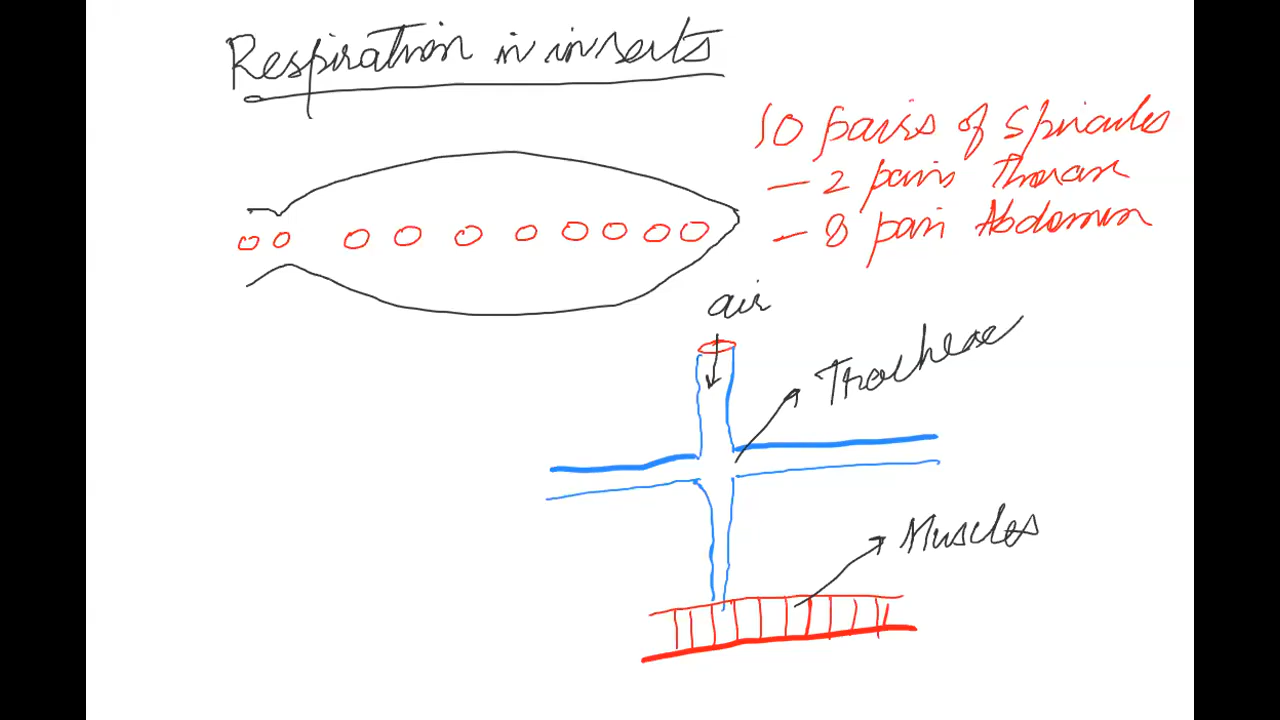 Respiration in insects
10 pairs of Spiracles
- 2 pairs Thorax
- 8 pair Abdomen
air
Tracheae
Muscles